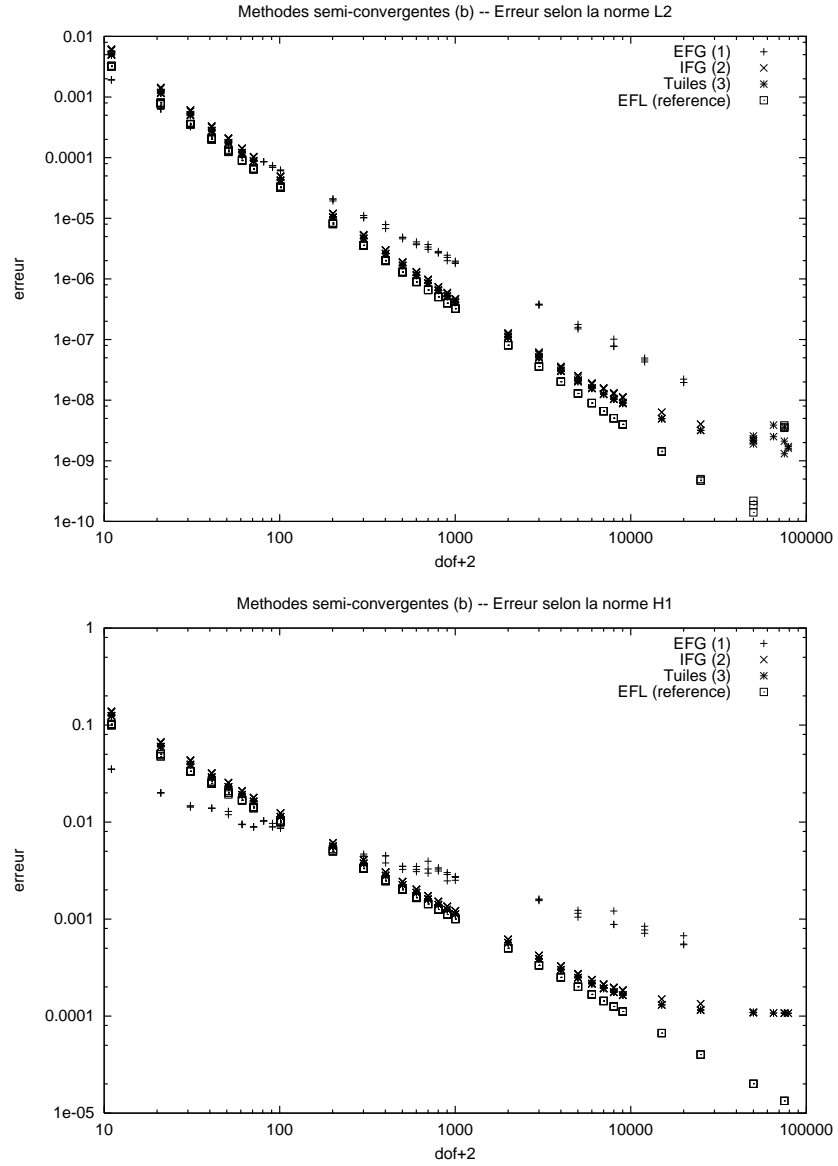 Methodes semi-convergentes (b) -- Erreur selon la norme L2
0.01
0.001
0.0001
1e-05
1e-06
1e-07
1e-08
1e-09
1e-10
erreur
EFG (1)
IFG (2)
Tuiles (3)
EFL (reference)
10 100 1000 10000 100000
dof+2
Methodes semi-convergentes (b) -- Erreur selon la norme H1
1
0.1
0.01
0.001
0.0001
1e-05
erreur
EFG (1)
IFG (2)
Tuiles (3)
EFL (reference)
10 100 1000 10000 100000
dof+2